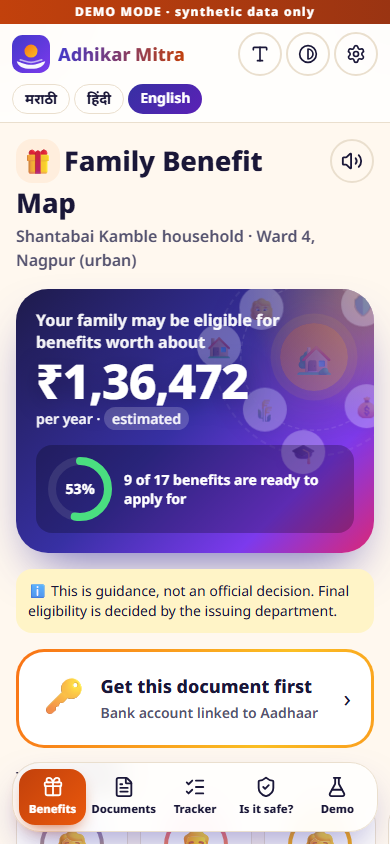 DEMO MODE · synthetic data only
Adhikar Mitra
मराठी
हिंदी
English
Family Benefit
Map
Shantabai Kamble household · Ward 4,
Nagpur (urban)
Your family may be eligible for
benefits worth about
₹1,36,472
per year · estimated
53%
9 of 17 benefits are ready to
apply for
This is guidance, not an official decision. Final
eligibility is decided by the issuing department.
Get this document first
Bank account linked to Aadhaar
Benefits
Documents
Tracker
Is it safe?
Demo